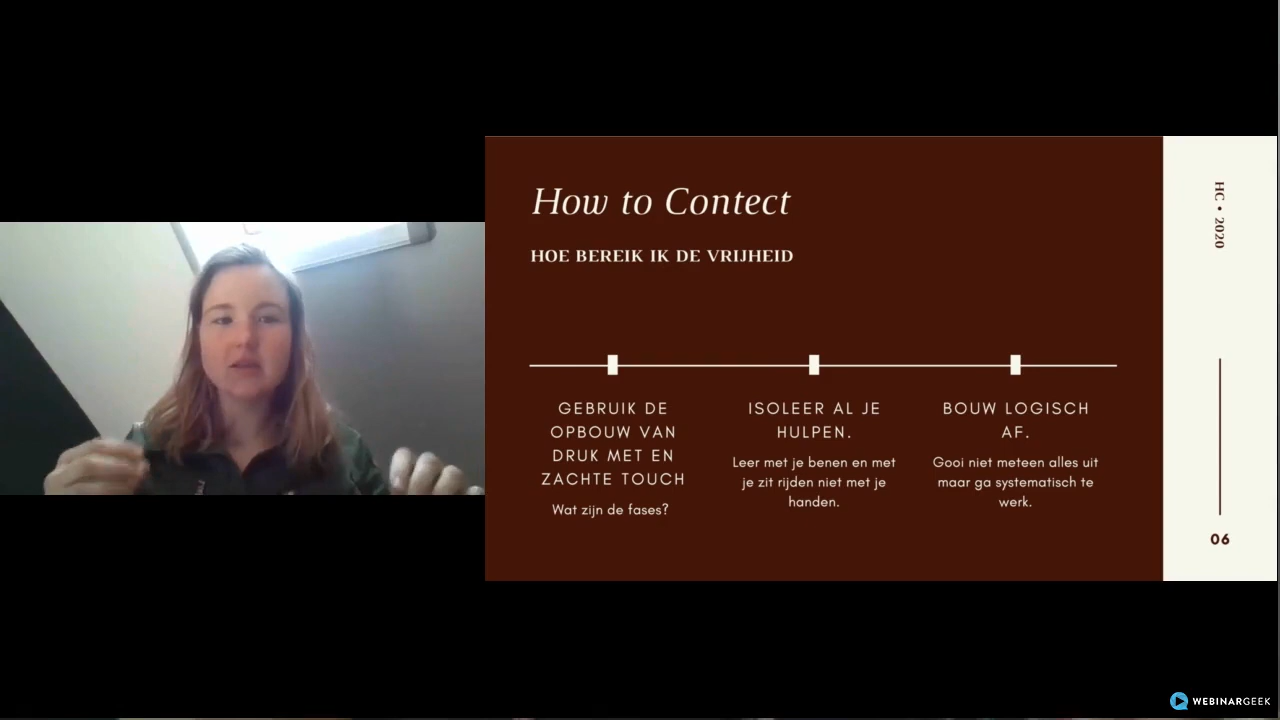 How to Contect
HOE BEREIK IK DE VRIJHEID
GEBRUIK DE
OPBOUW VAN
DRUK MET EN
ZACHTE TOUCH
Wat zijn de fases?
ISOLEER AL JE
HULPEN.
Leer met je benen en met
je zit rijden niet met je
handen.
BOUW LOGISCH
AF.
Gooi niet meteen alles uit
maar ga systematisch te
werk.
HC • 2020
06
WEBINARGEEK